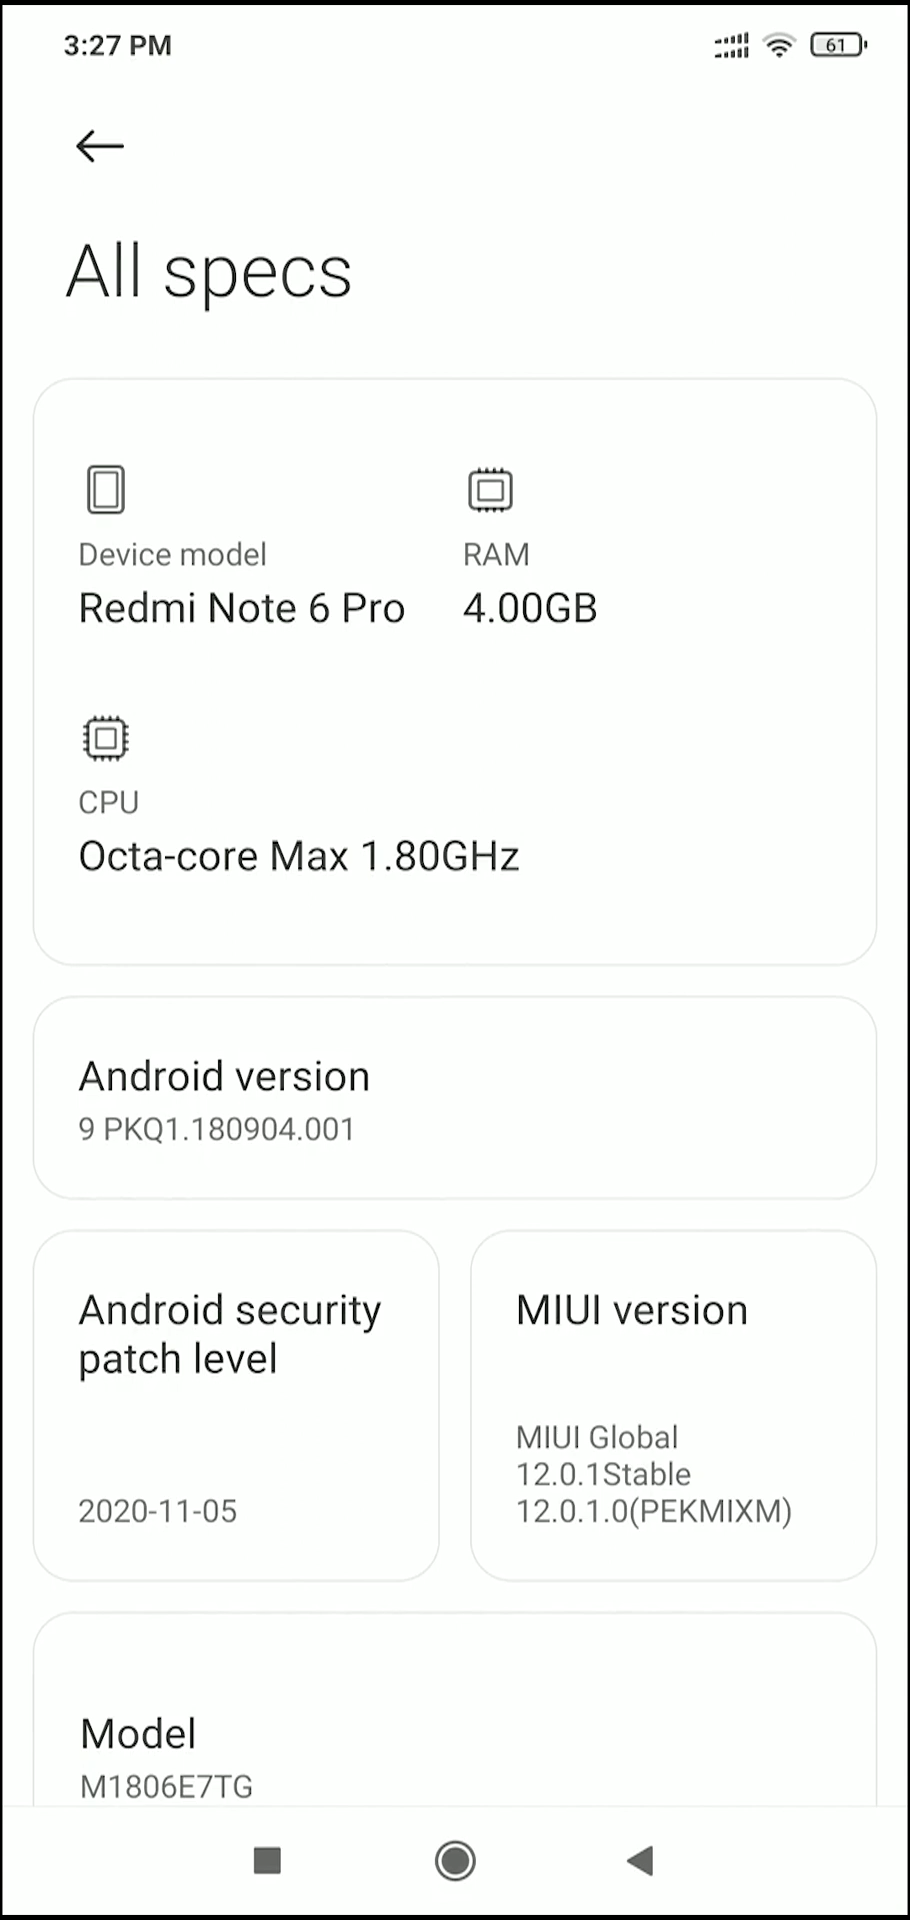 3:27 PM
61
All specs
Device model
RAM
Redmi Note 6 Pro
4.00GB
CPU
Octa-core Max 1.80GHz
Android version
9 PKQ1.180904.001
Android security
patch level
2020-11-05
MIUI version
MIUI Global
12.0.1Stable
12.0.1.0(PEKMIXM)
Model
M1806E7TG